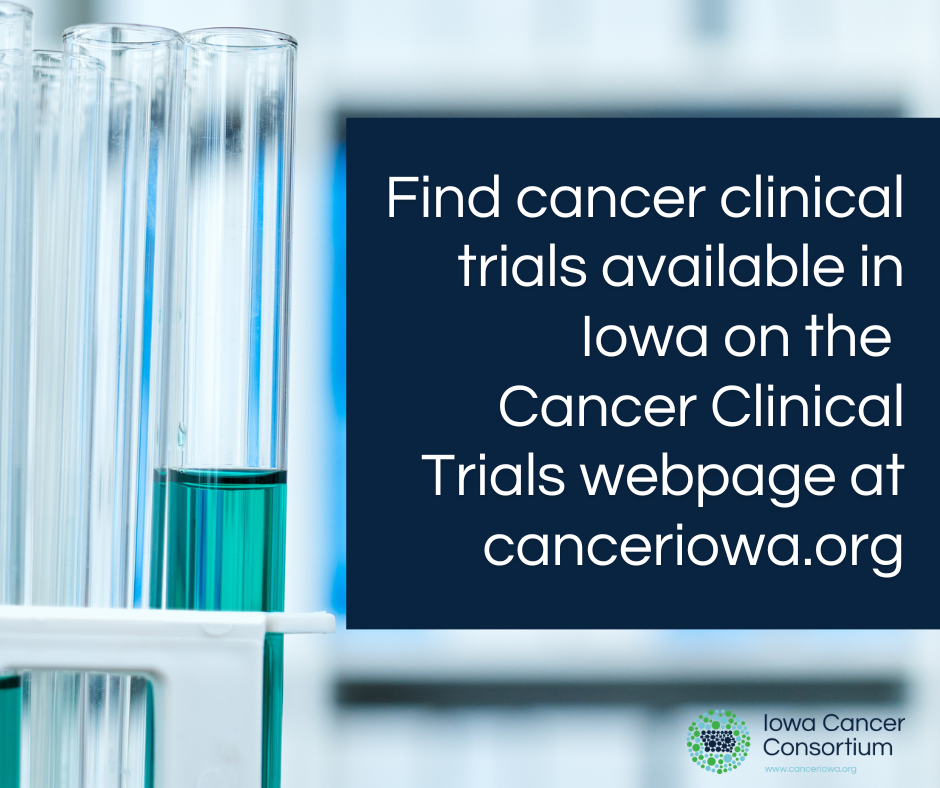 Find cancer clinical
trials available in
Iowa on the
Cancer Clinical
Trials webpage at
canceriowa.org
Iowa Cancer
Consortium
www.canceriowa.org